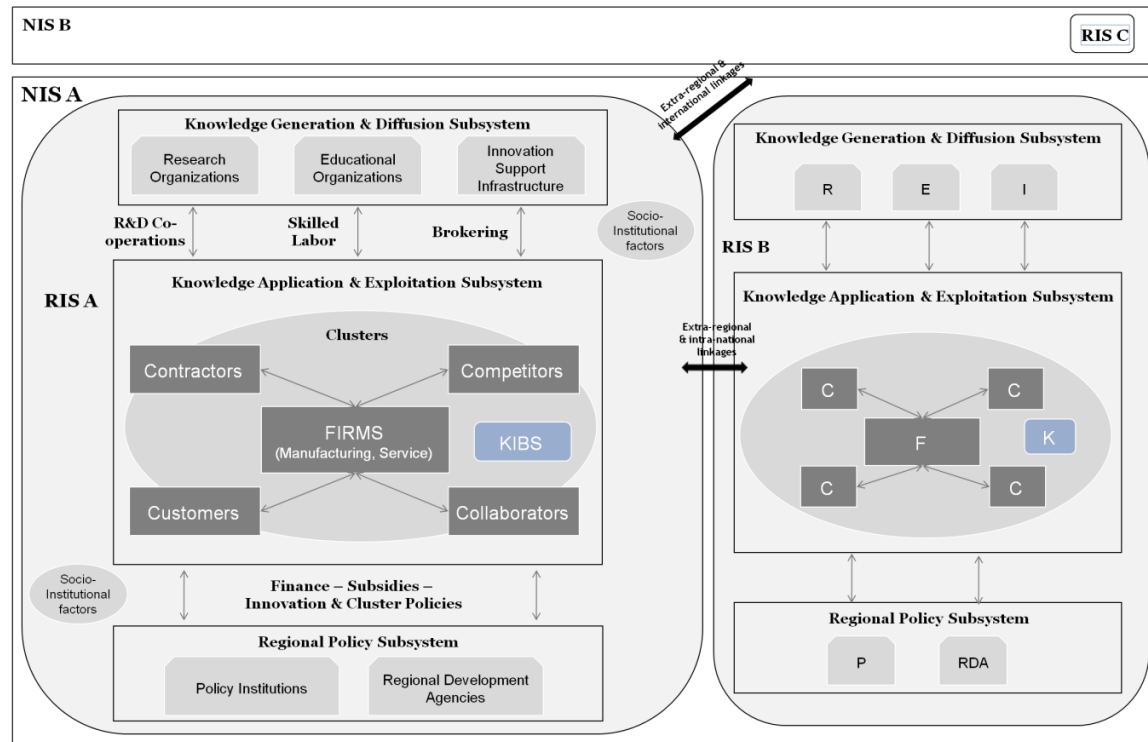 NIS B
RIS C
NIS A
Extra-regional &
international linkages
Knowledge Generation & Diffusion Subsystem
Research
Organizations
Educational
Organizations
Innovation
Support
Infrastructure
R&D Co-
operations
Skilled
Labor
Brokering
Socio-
Institutional
factors
RIS A
Knowledge Application & Exploitation Subsystem
Clusters
Contractors
Competitors
FIRMS
(Manufacturing, Service)
KIBS
Customers
Collaborators
Socio-
Institutional
factors
Finance – Subsidies –
Innovation & Cluster Policies
Regional Policy Subsystem
Policy Institutions
Regional Development
Agencies
Extra-regional
& intra-national
linkages
Knowledge Generation & Diffusion Subsystem
R
E
I
RIS B
Knowledge Application & Exploitation Subsystem
C
C
F
K
C
C
Regional Policy Subsystem
P
RDA